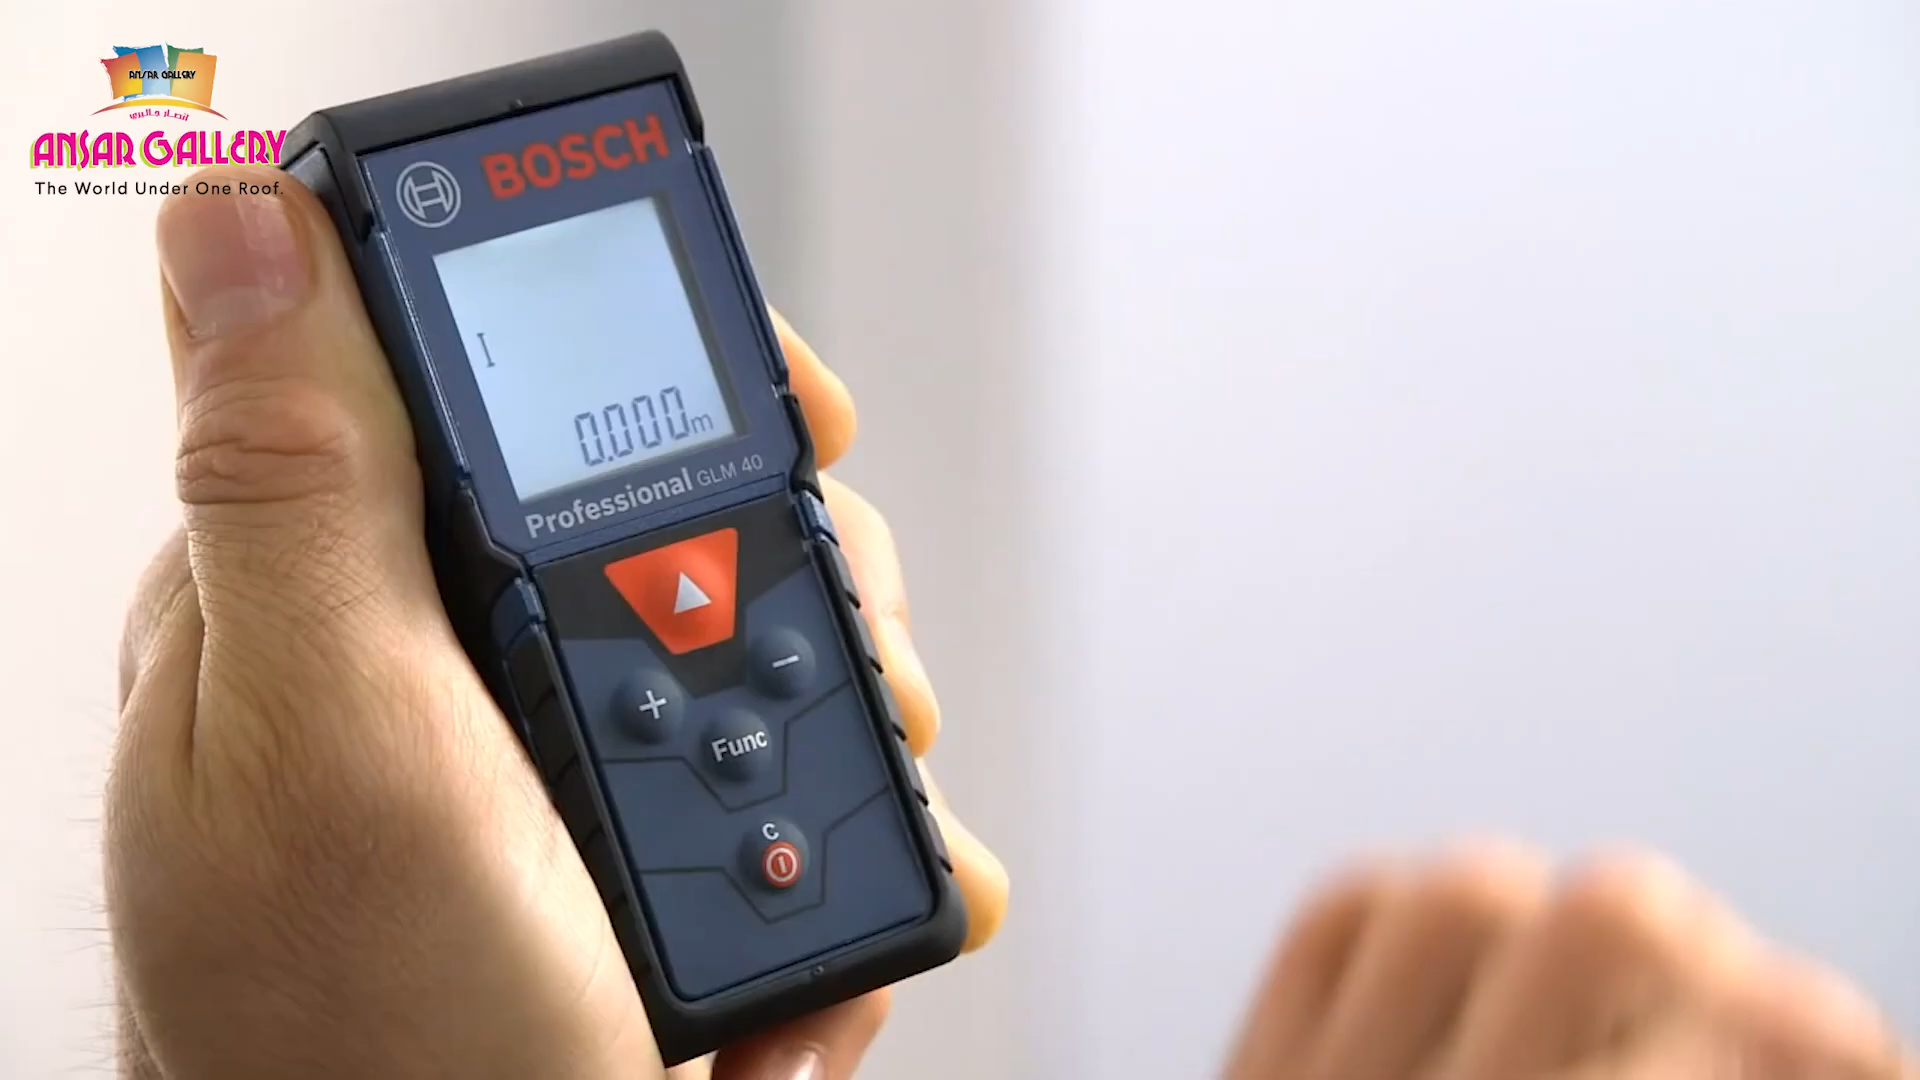 ANSAR GALLERY
انصار جاليري
ANSAR GALLERY
The World Under One Roof.
BOSCH
I
0.000m
Professional GLM 40
+
−
Func
C